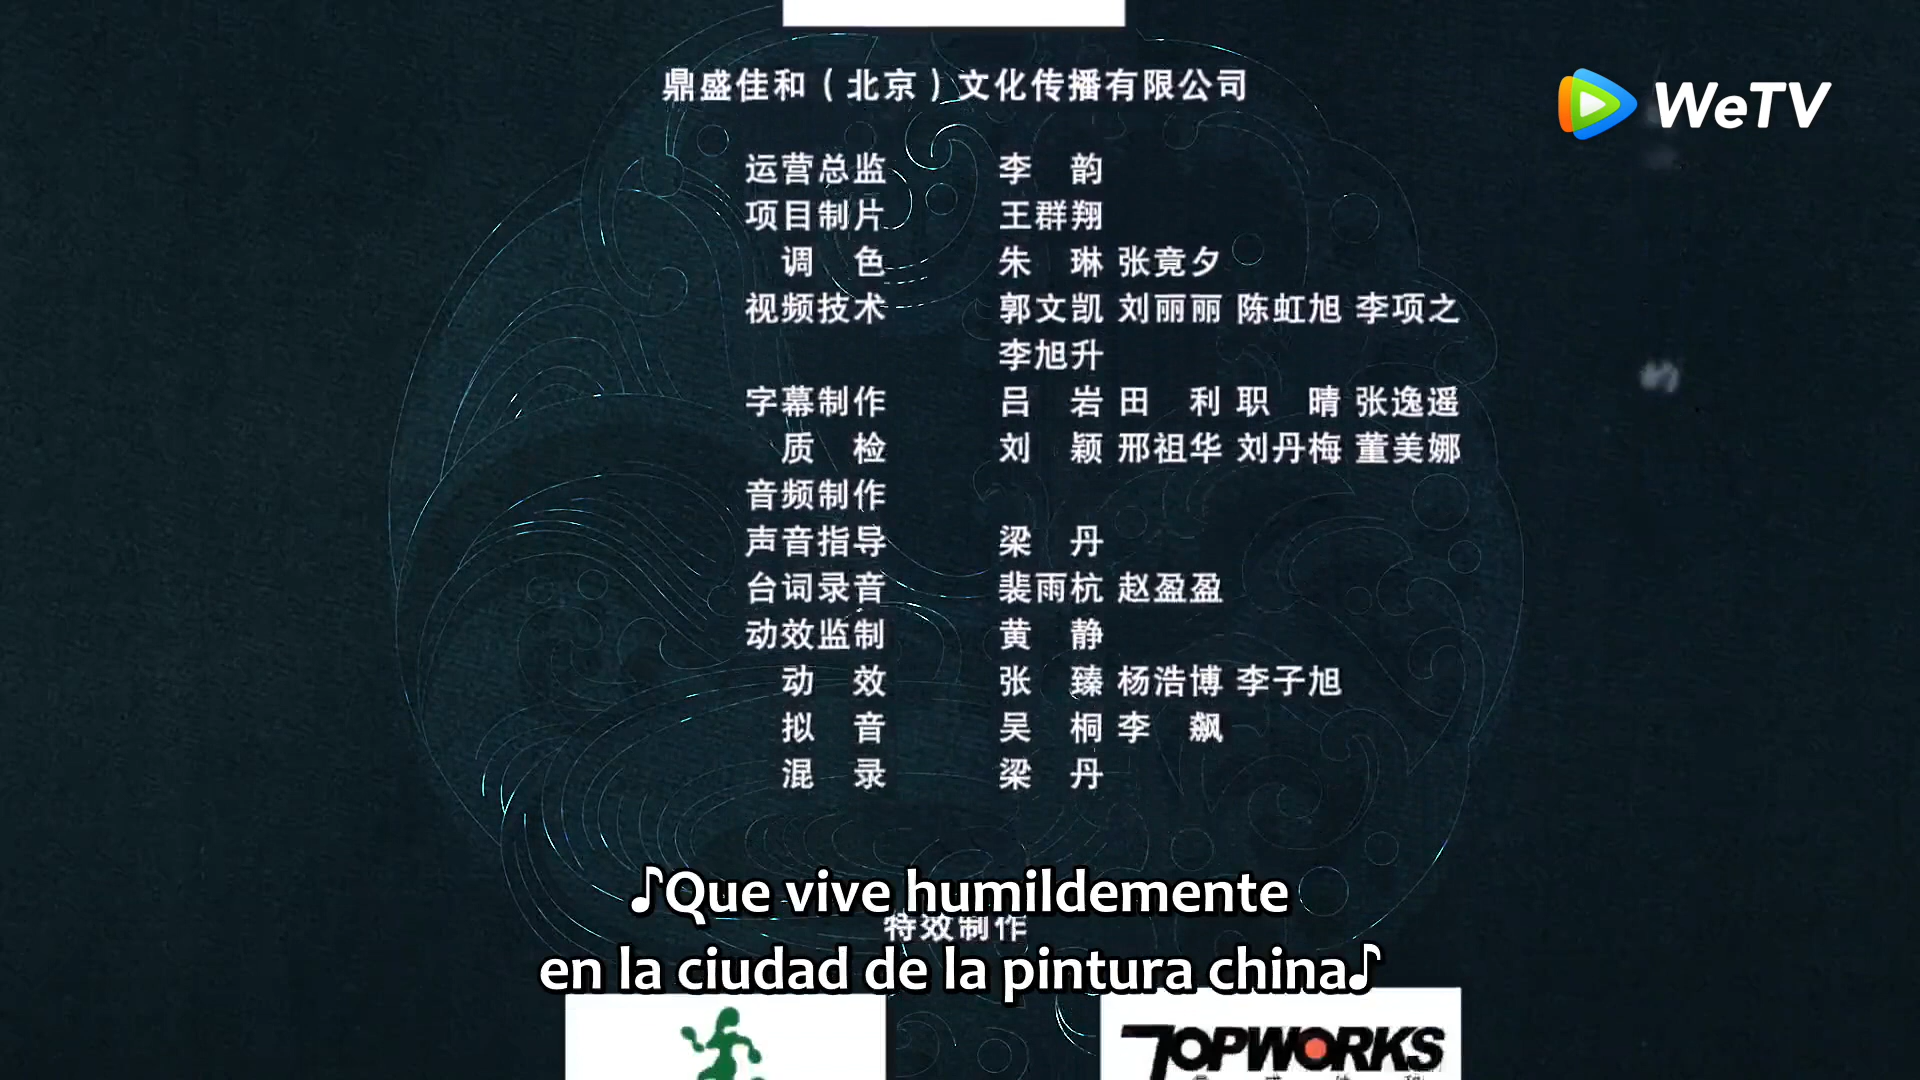 鼎盛佳和(北京)文化传播有限公司
WeTV
运营总监 李 韵
项目制片 王群翔
调 色 朱 琳 张竟夕
视频技术 郭文凯 刘丽丽 陈虹旭 李项之
李旭升
字幕制作 吕 岩 田 利 职 晴 张逸遥
质 检 刘 颖 邢祖华 刘丹梅 董美娜
音频制作
声音指导 梁 丹
台词录音 裴雨杭 赵盈盈
动效监制 黄 静
动 效 张 臻 杨浩博 李子旭
拟 音 吴 桐 李 飙
混 录 梁 丹
♪Que vive humildemente
特效制作
en la ciudad de la pintura china♪
TOPWORKS